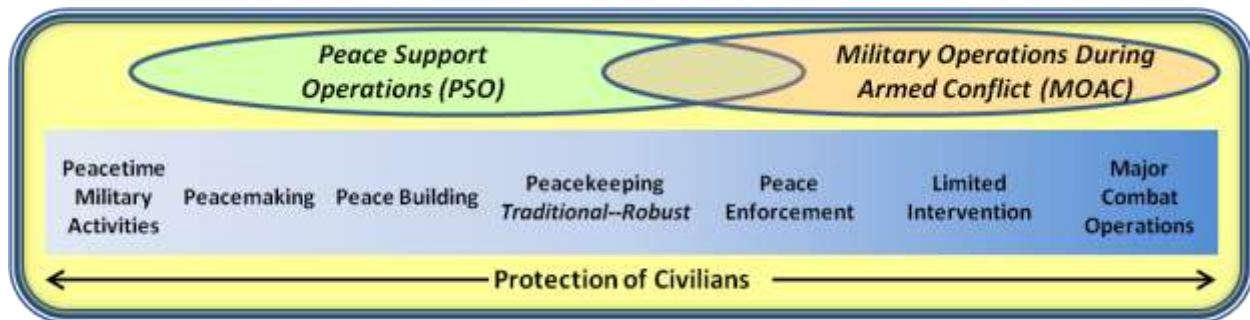 Peace Support
Operations (PSO)
Military Operations During
Armed Conflict (MOAC)
Peacetime
Military
Activities
Peacemaking
Peace Building
Peacekeeping
Traditional--Robust
Peace
Enforcement
Limited
Intervention
Major
Combat
Operations
Protection of Civilians